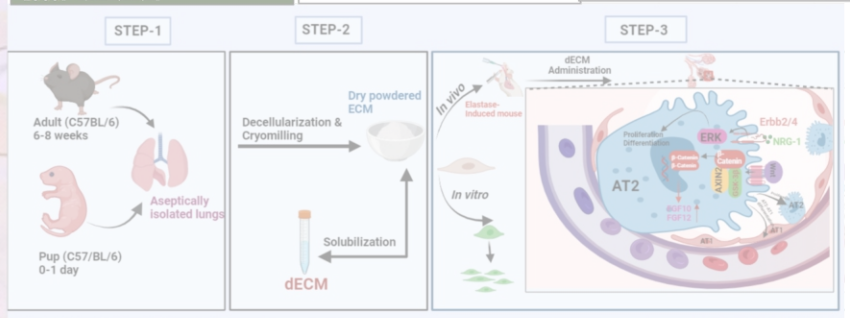 STEP-1
STEP-2
STEP-3
Adult (C57BL/6)
6-8 weeks
Aseptically
isolated lungs
Pup (C57/BL/6)
0-1 day
Decellularization &
Cryomilling
Dry powdered
ECM
Solubilization
dECM
In vivo
Elastase-
Induced mouse
In vitro
dECM
Administration
Proliferation
Differentiation
ERK
Erbb2/4
NRG-1
β-Catenin
β-Catenin
Catenin
AXIN2
AT2
FGF12
AT2
AT1
AT1